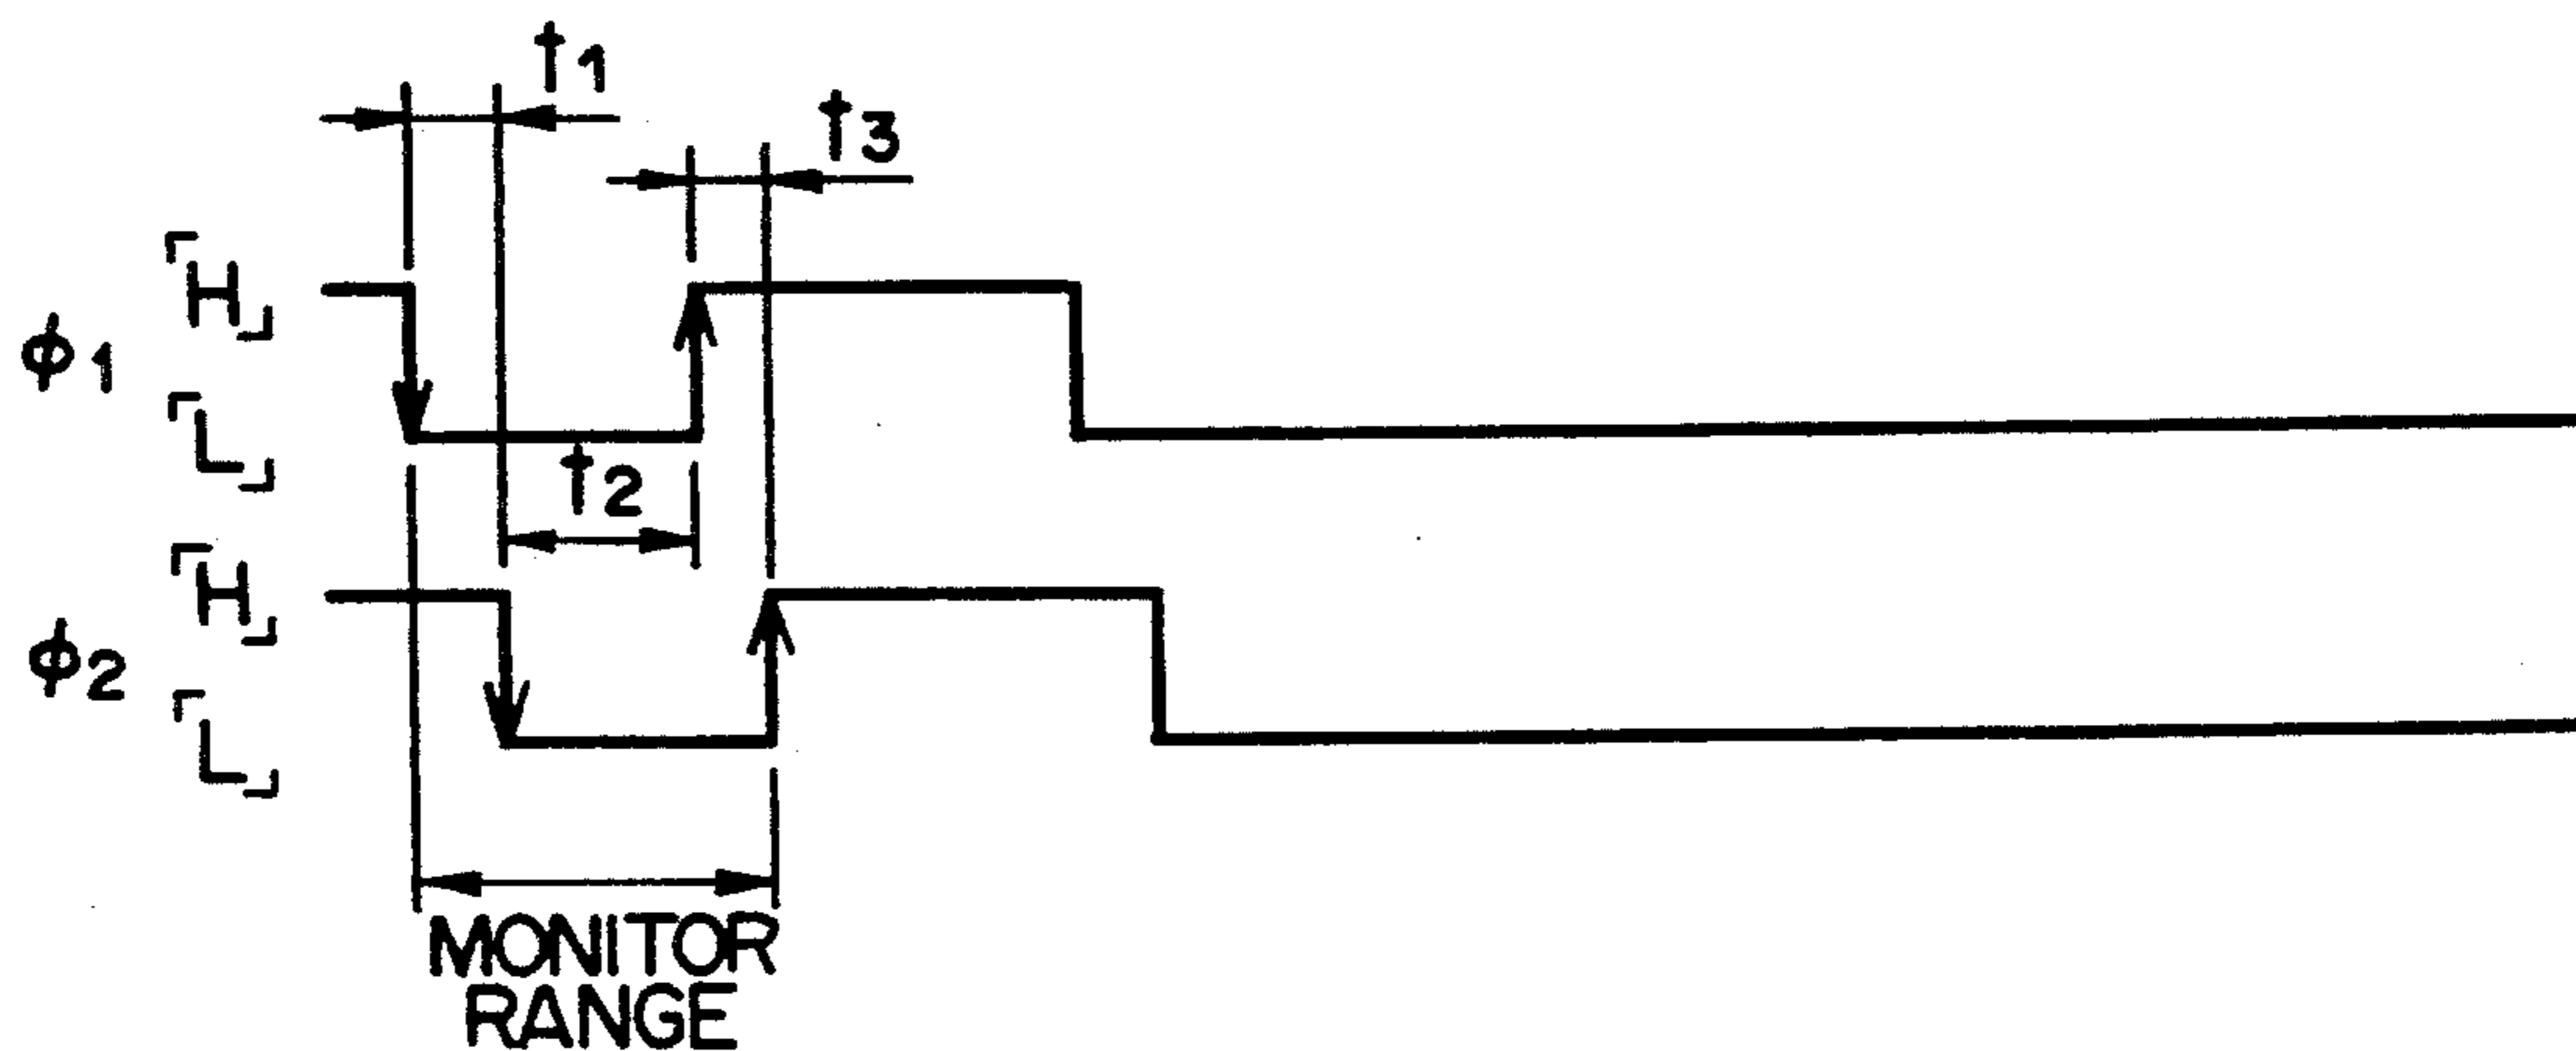 t1
t3
「H」
ϕ1
「L」
t2
「H」
ϕ2
「L」
MONITOR
RANGE